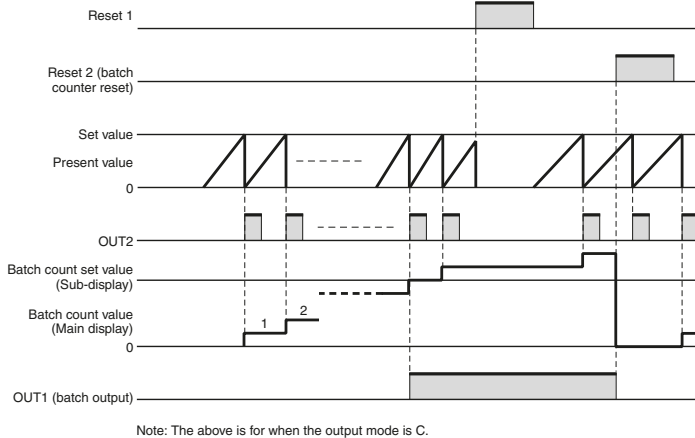 Reset 1
Reset 2 (batch
counter reset)
Set value
Present value
0
OUT2
Batch count set value
(Sub-display)
Batch count value
(Main display)
1
2
0
OUT1 (batch output)
Note: The above is for when the output mode is C.